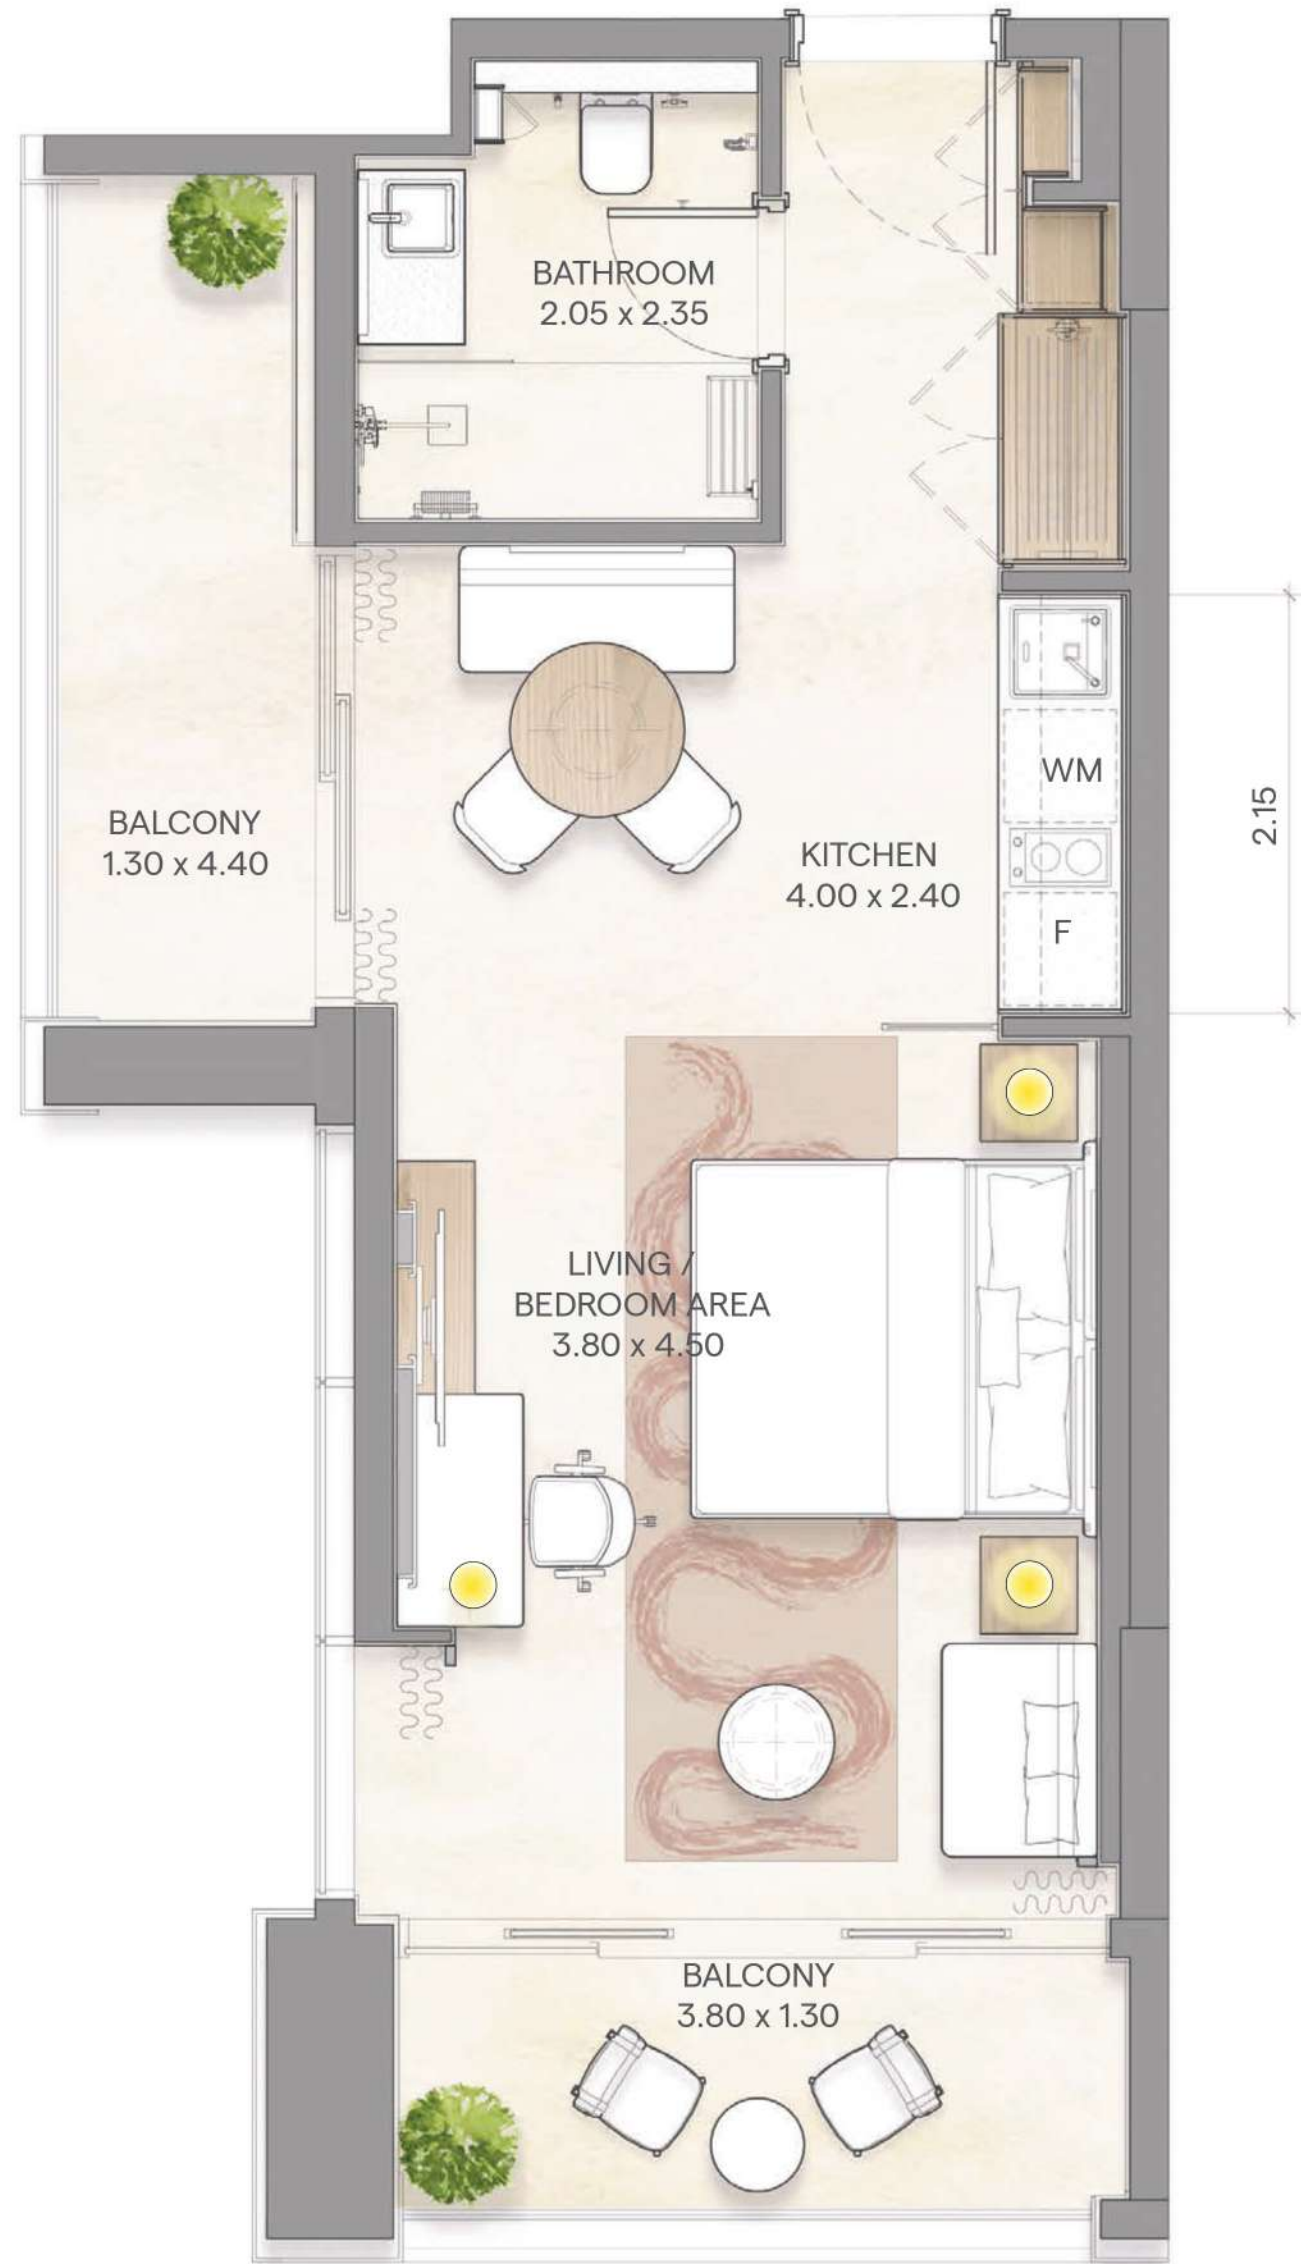 BATHROOM
2.05 x 2.35
WM
2.15
BALCONY
1.30 x 4.40
KITCHEN
4.00 x 2.40
F
LIVING /
BEDROOM AREA
3.80 x 4.50
BALCONY
3.80 x 1.30